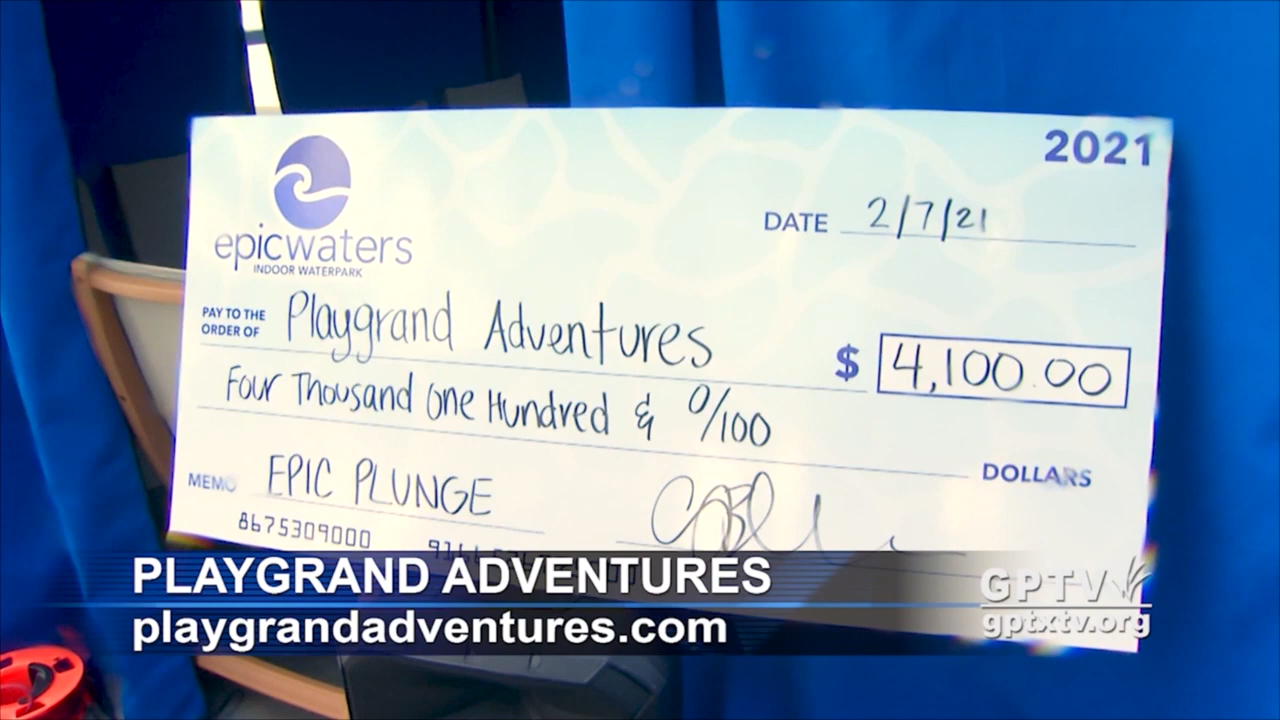 2021
epicwaters
INDOOR WATERPARK
DATE 2/7/21
PAY TO THE
ORDER OF Playgrand Adventures
$ 4,100.00
Four Thousand One Hundred & 0/100
DOLLARS
MEMO EPIC PLUNGE
8675309000
PLAYGRAND ADVENTURES
playgrandadventures.com
GPTV
gptxtv.org